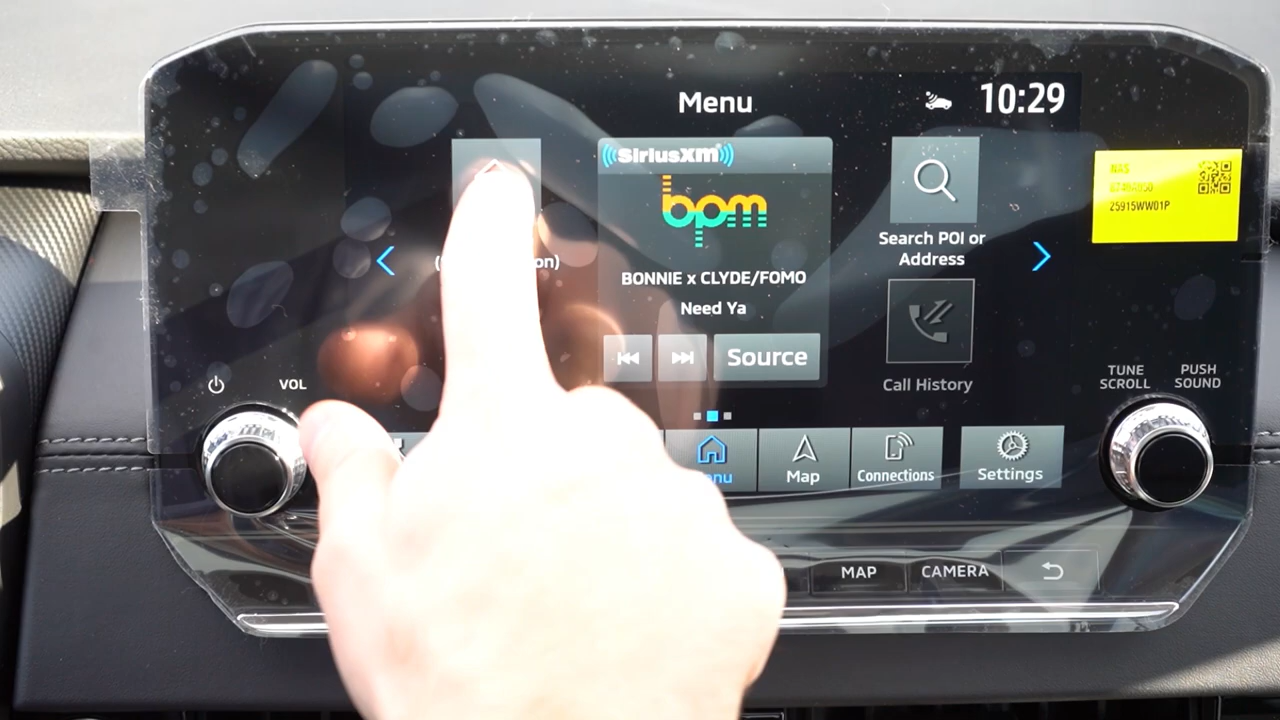 Menu
10:29
SiriusXM
bpm
BONNIE x CLYDE/FOMO
Need Ya
Source
Search POI or
Address
Call History
NAS
25915WW01P
VOL
TUNE
SCROLL
PUSH
SOUND
Map
Connections
Settings
MAP
CAMERA